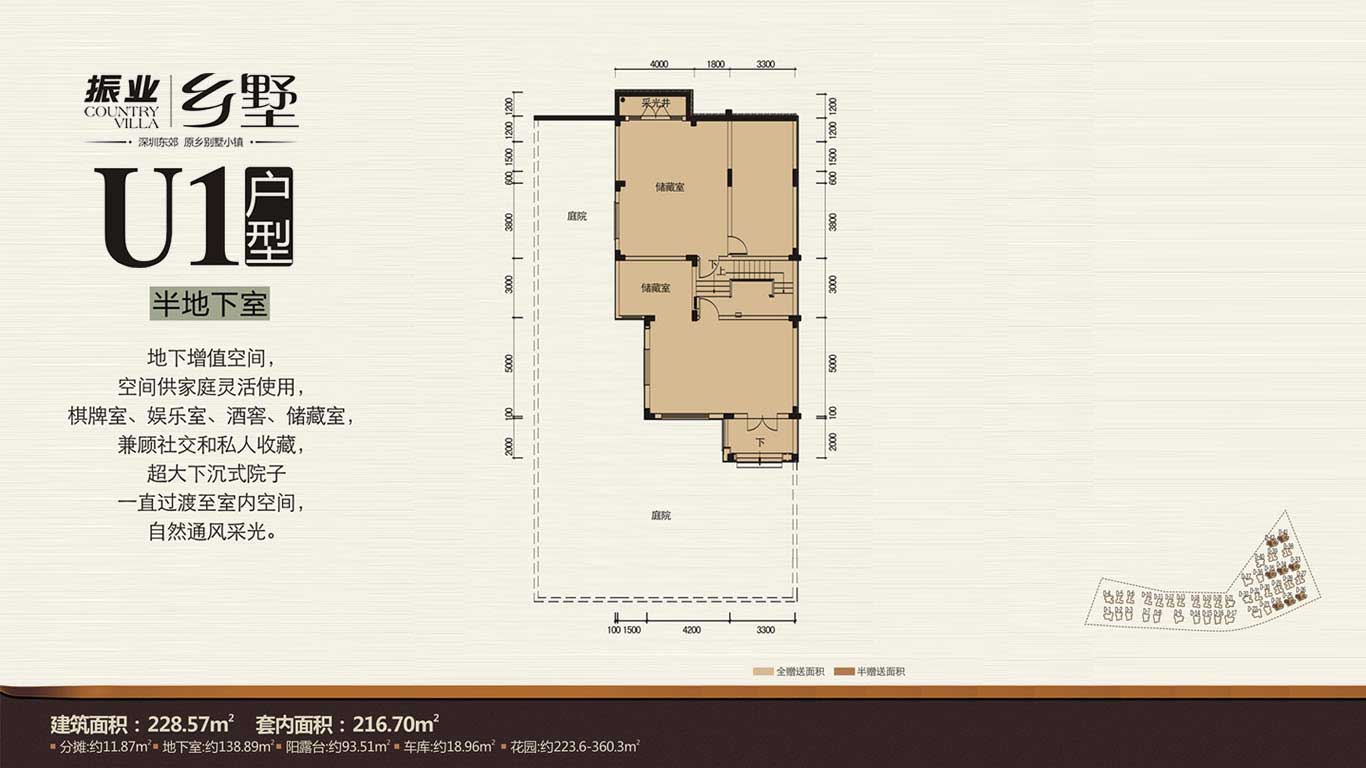 振业 乡墅
COUNTRY
VILLA
深圳东郊 原乡别墅小镇
U1户型
半地下室
地下增值空间，
空间供家庭灵活使用，
棋牌室、娱乐室、酒窖、储藏室，
兼顾社交和私人收藏，
超大下沉式院子
一直过渡至室内空间，
自然通风采光。
4000 1800 3300
1200 1200 1500 600 3800 3000 5000 100 2000
采光井
储藏室
庭院
下
上
储藏室
下
庭院
1200 1200 1500 600 3800 3000 5000 100 2000
100 1500 4200 3300
全赠送面积 半赠送面积
建筑面积：228.57m² 套内面积：216.70m²
分摊:约11.87m² 地下室:约138.89m² 阳露台:约93.51m² 车库:约18.96m² 花园:约223.6-360.3m²